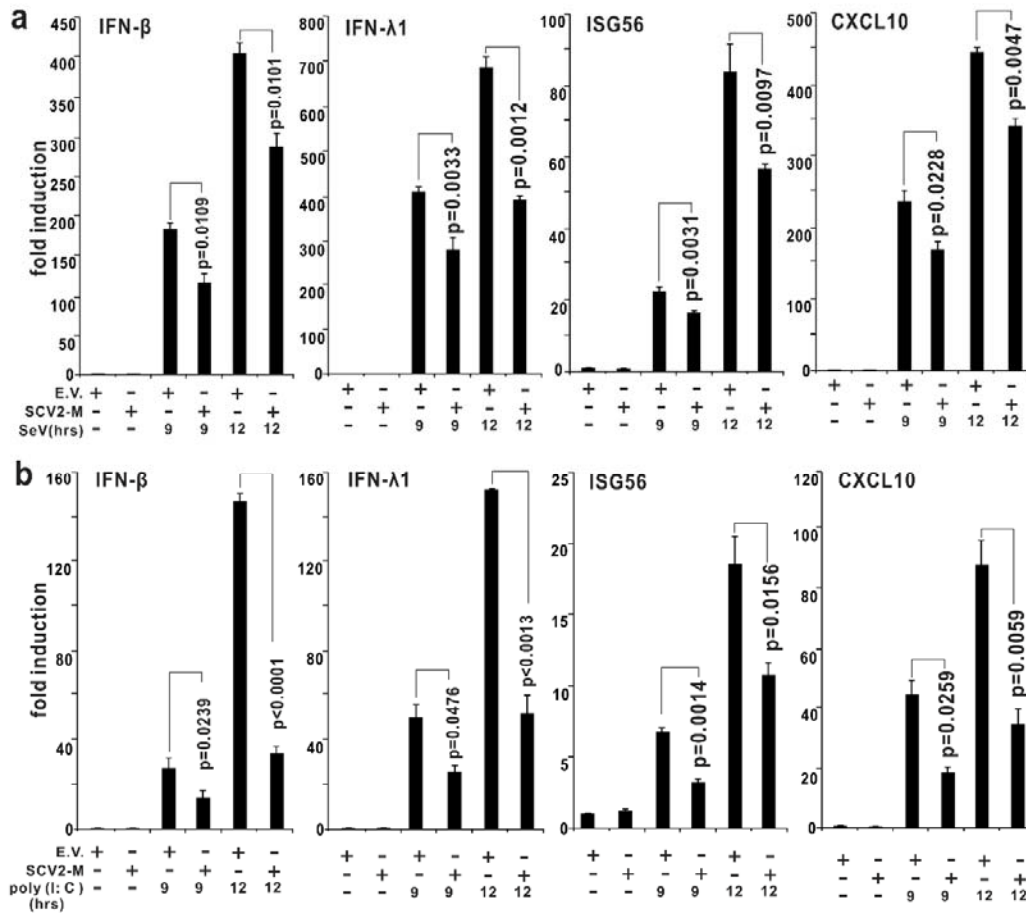 a
fold induction
IFN-β
400
350
300
250
200
150
100
50
0
p=0.0109
p=0.0101
IFN-λ1
800
700
600
500
400
300
200
100
0
p=0.0033
p=0.0012
ISG56
100
80
60
40
20
0
p=0.0031
p=0.0097
CXCL10
500
400
300
200
100
0
p=0.0228
p=0.0047
E.V. + – + – + – + – + – + – + – + – + – + – + – + –
SCV2-M – + – + – + – + – + – + – + – + – + – + – + – +
SeV(hrs) – – 9 9 12 12 – – 9 9 12 12 – – 9 9 12 12 – – 9 9 12 12
b
fold induction
IFN-β
160
120
80
40
0
p=0.0239
p<0.0001
IFN-λ1
160
120
80
40
0
p=0.0476
p<0.0013
ISG56
25
20
15
10
5
0
p=0.0014
p=0.0156
CXCL10
120
100
80
60
40
20
0
p=0.0259
p=0.0059
E.V. + – + – + – + – + – + – + – + – + – + – + – + –
SCV2-M – + – + – + – + – + – + – + – + – + – + – + – +
poly (I: C) – – 9 9 12 12 – – 9 9 12 12 – – 9 9 12 12 – – 9 9 12 12
(hrs)